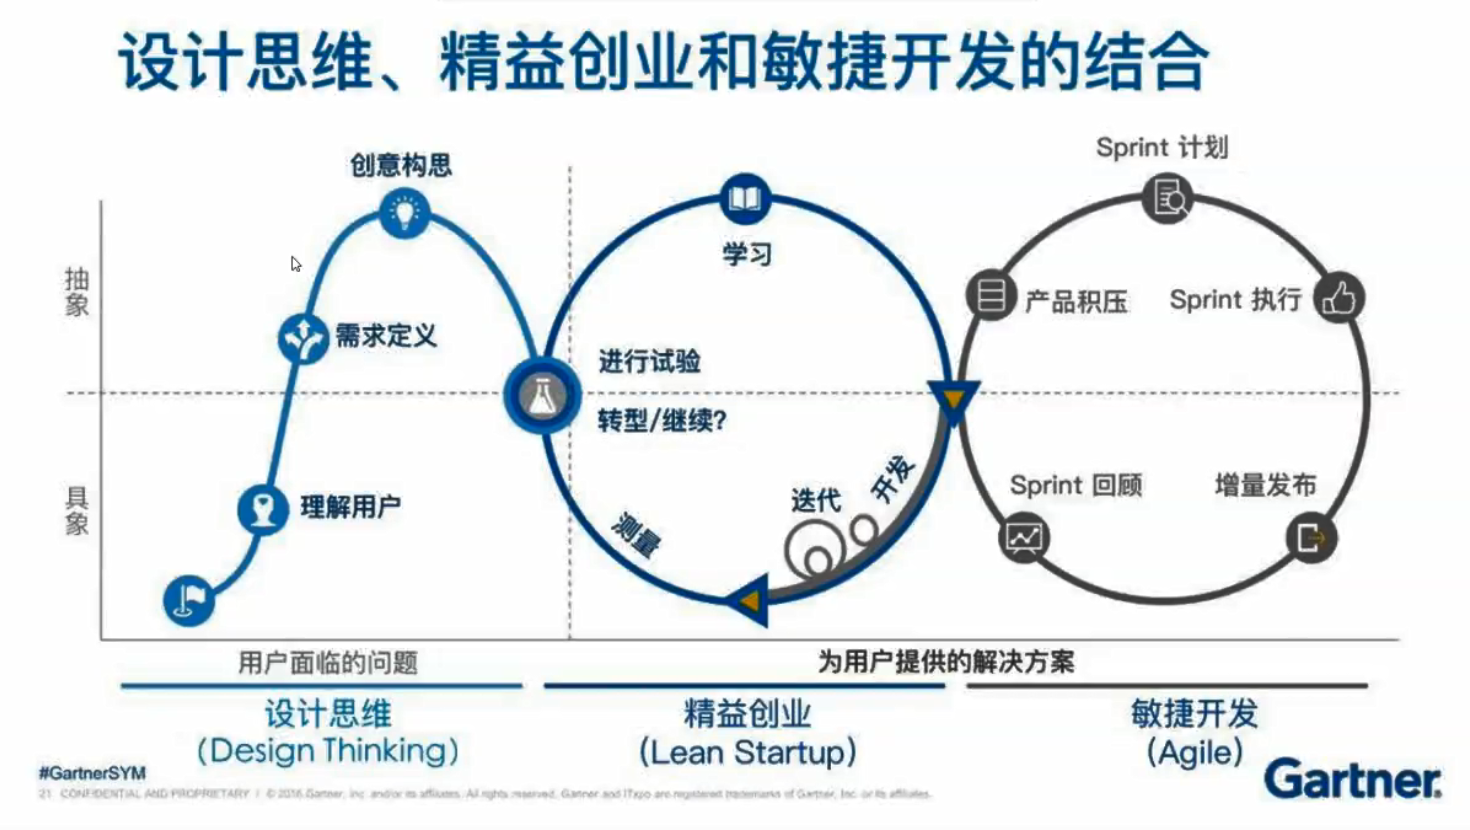 设计思维、精益创业和敏捷开发的结合
创意构思
需求定义
理解用户
抽象
具象
学习
进行试验
转型/继续?
测量
迭代
开发
Sprint 计划
产品积压
Sprint 执行
Sprint 回顾
增量发布
用户面临的问题
为用户提供的解决方案
设计思维
(Design Thinking)
精益创业
(Lean Startup)
敏捷开发
(Agile)
#GartnerSYM
21 CONFIDENTIAL AND PROPRIETARY I © 2016 Gartner, Inc. and/or its affiliates. All rights reserved. Gartner and ITxpo are registered trademarks of Gartner, Inc. or its affiliates.
Gartner